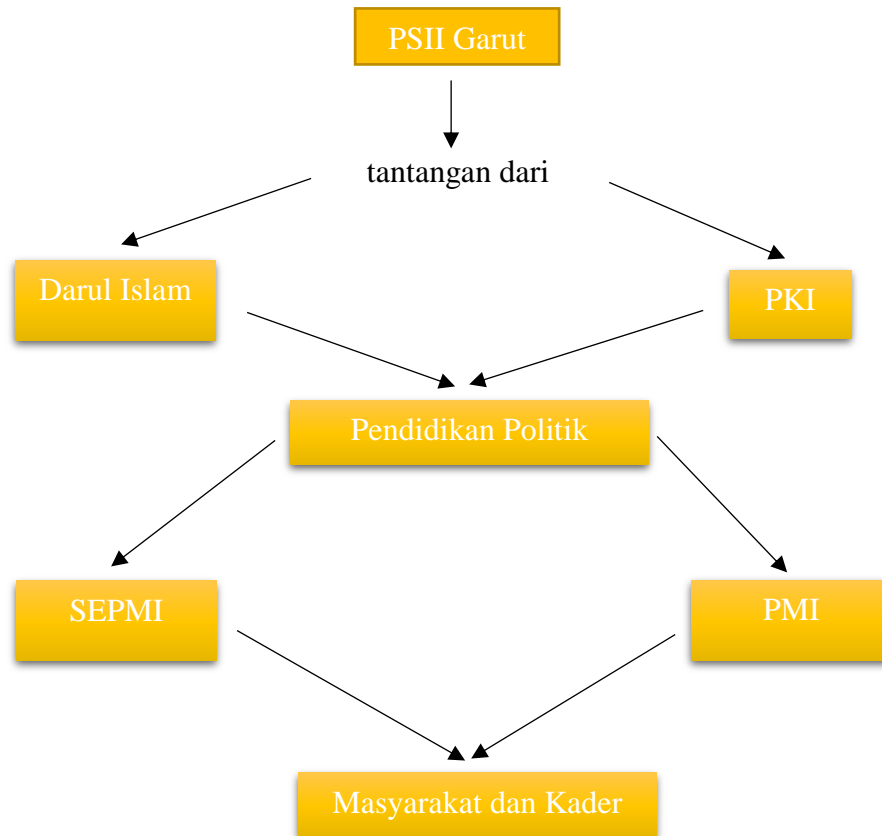 PSII Garut
tantangan dari
Darul Islam
PKI
Pendidikan Politik
SEPMI
PMI
Masyarakat dan Kader